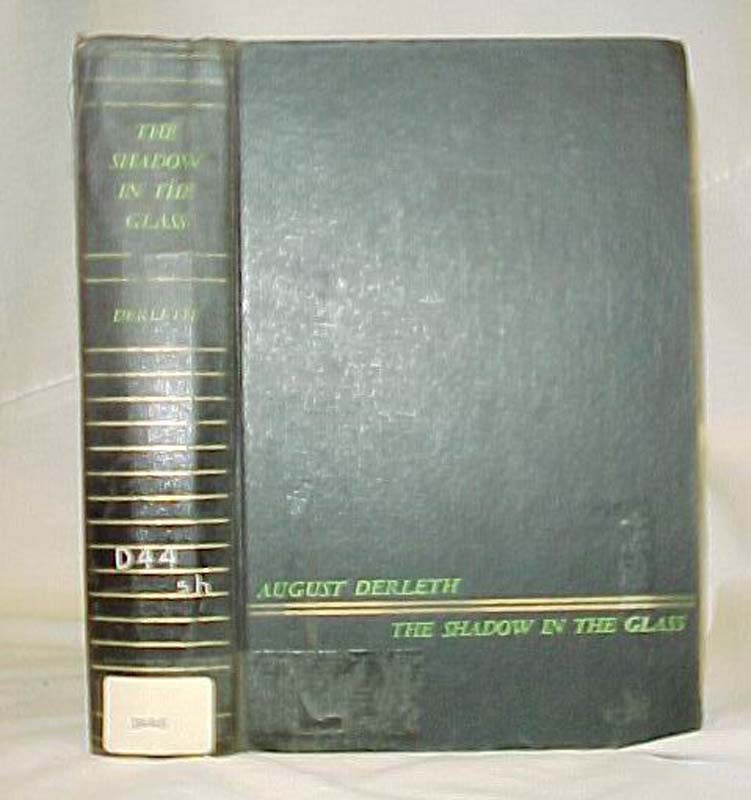 THE
SHADOW
IN THE
GLASS
DERLETH
D44
sh
AUGUST DERLETH
THE SHADOW IN THE GLASS